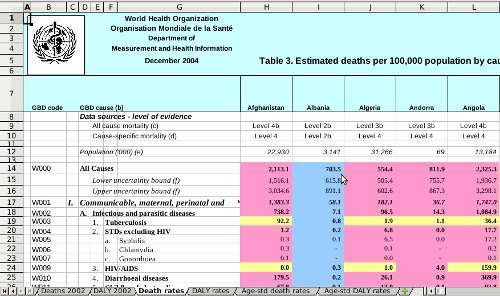 A B C D E F G H I J K L
1 World Health Organization
2 Organisation Mondiale de la Santé
3 Department of
4 Measurement and Health Information
5 December 2004 Table 3. Estimated deaths per 100,000 population by cau
6
7 GBD code GBD cause (b) Afghanistan Albania Algeria Andorra Angola
8 Data sources - level of evidence
9 All cause mortality (c) Level 4b Level 2b Level 3b Level 4 Level 4b
10 Cause-specific mortality (d) Level 4 Level 2b Level 3b Level 4 Level 4
12 Population ('000) (e) 22,930 3,141 31,266 69 13,184
14 W000 All Causes 2,113.1 703.5 554.4 811.9 2,325.3
15 Lower uncertainty bound (f) 1,516.1 615.8 505.4 755.7 1,936.7
16 Upper uncertainty bound (f) 3,034.6 891.1 602.6 867.3 3,298.1
17 W001 I. Communicable, maternal, perinatal and 1,383.3 58.1 182.1 36.7 1,747.0
18 W002 A. Infectious and parasitic diseases 738.2 7.1 96.5 14.3 1,084.9
19 W003 1. Tuberculosis 92.2 0.8 1.9 1.1 36.4
20 W004 2. STDs excluding HIV 1.2 0.2 6.8 0.0 17.7
21 W005 a. Syphilis 0.3 0.1 6.5 0.0 17.2
22 W006 b. Chlamydia 0.3 - 0.1 - 0.2
23 W007 c. Gonorrhea 0.1 - 0.1 - 0.2
24 W009 3. HIV/AIDS 0.0 0.3 1.0 4.0 159.9
25 W010 4. Diarrhoeal diseases 179.5 0.2 26.1 0.9 369.9
Deaths 2002 DALY 2002 Death rates DALY rates Age-std death rates Age-std DALY rates